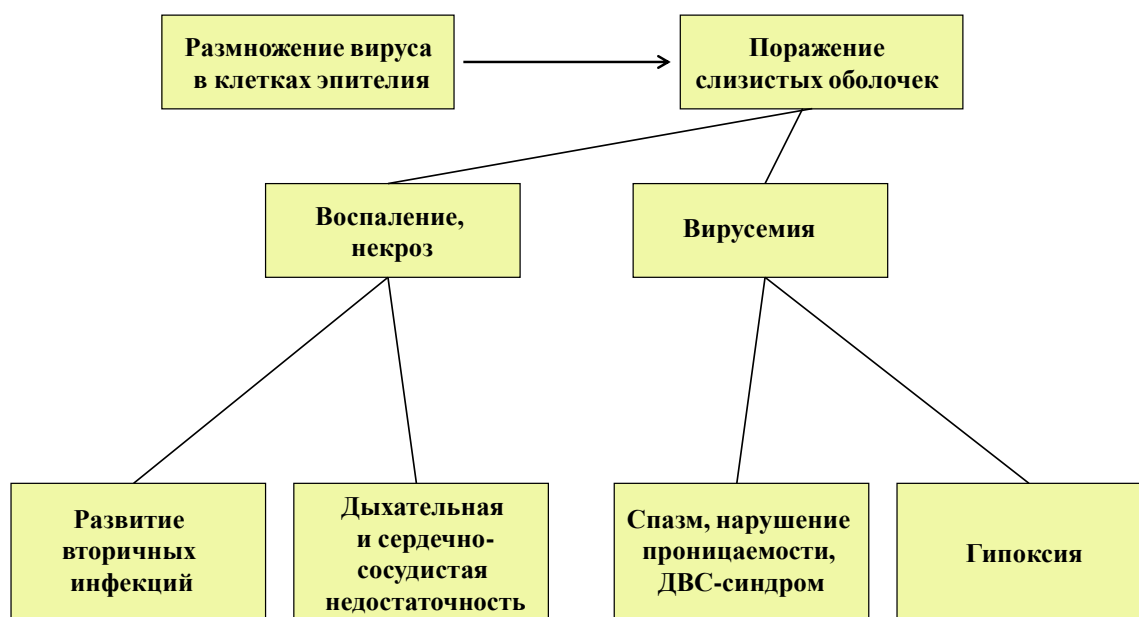 Размножение вируса
в клетках эпителия
Поражение
слизистых оболочек
Воспаление,
некроз
Вирусемия
Развитие
вторичных
инфекций
Дыхательная
и сердечно-
сосудистая
недостаточность
Спазм, нарушение
проницаемости,
ДВС-синдром
Гипоксия